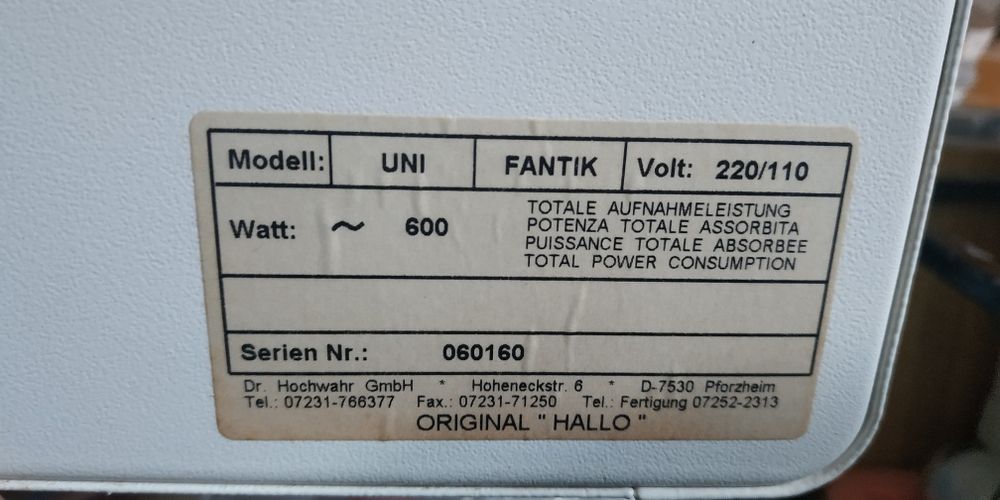 Modell: UNI FANTIK Volt: 220/110
Watt: ~ 600
TOTALE AUFNAHMELEISTUNG
POTENZA TOTALE ASSORBITA
PUISSANCE TOTALE ABSORBEE
TOTAL POWER CONSUMPTION
Serien Nr.: 060160
Dr. Hochwahr GmbH * Hoheneckstr. 6 * D-7530 Pforzheim
Tel.: 07231-766377 Fax.: 07231-71250 Tel.: Fertigung 07252-2313
ORIGINAL " HALLO "